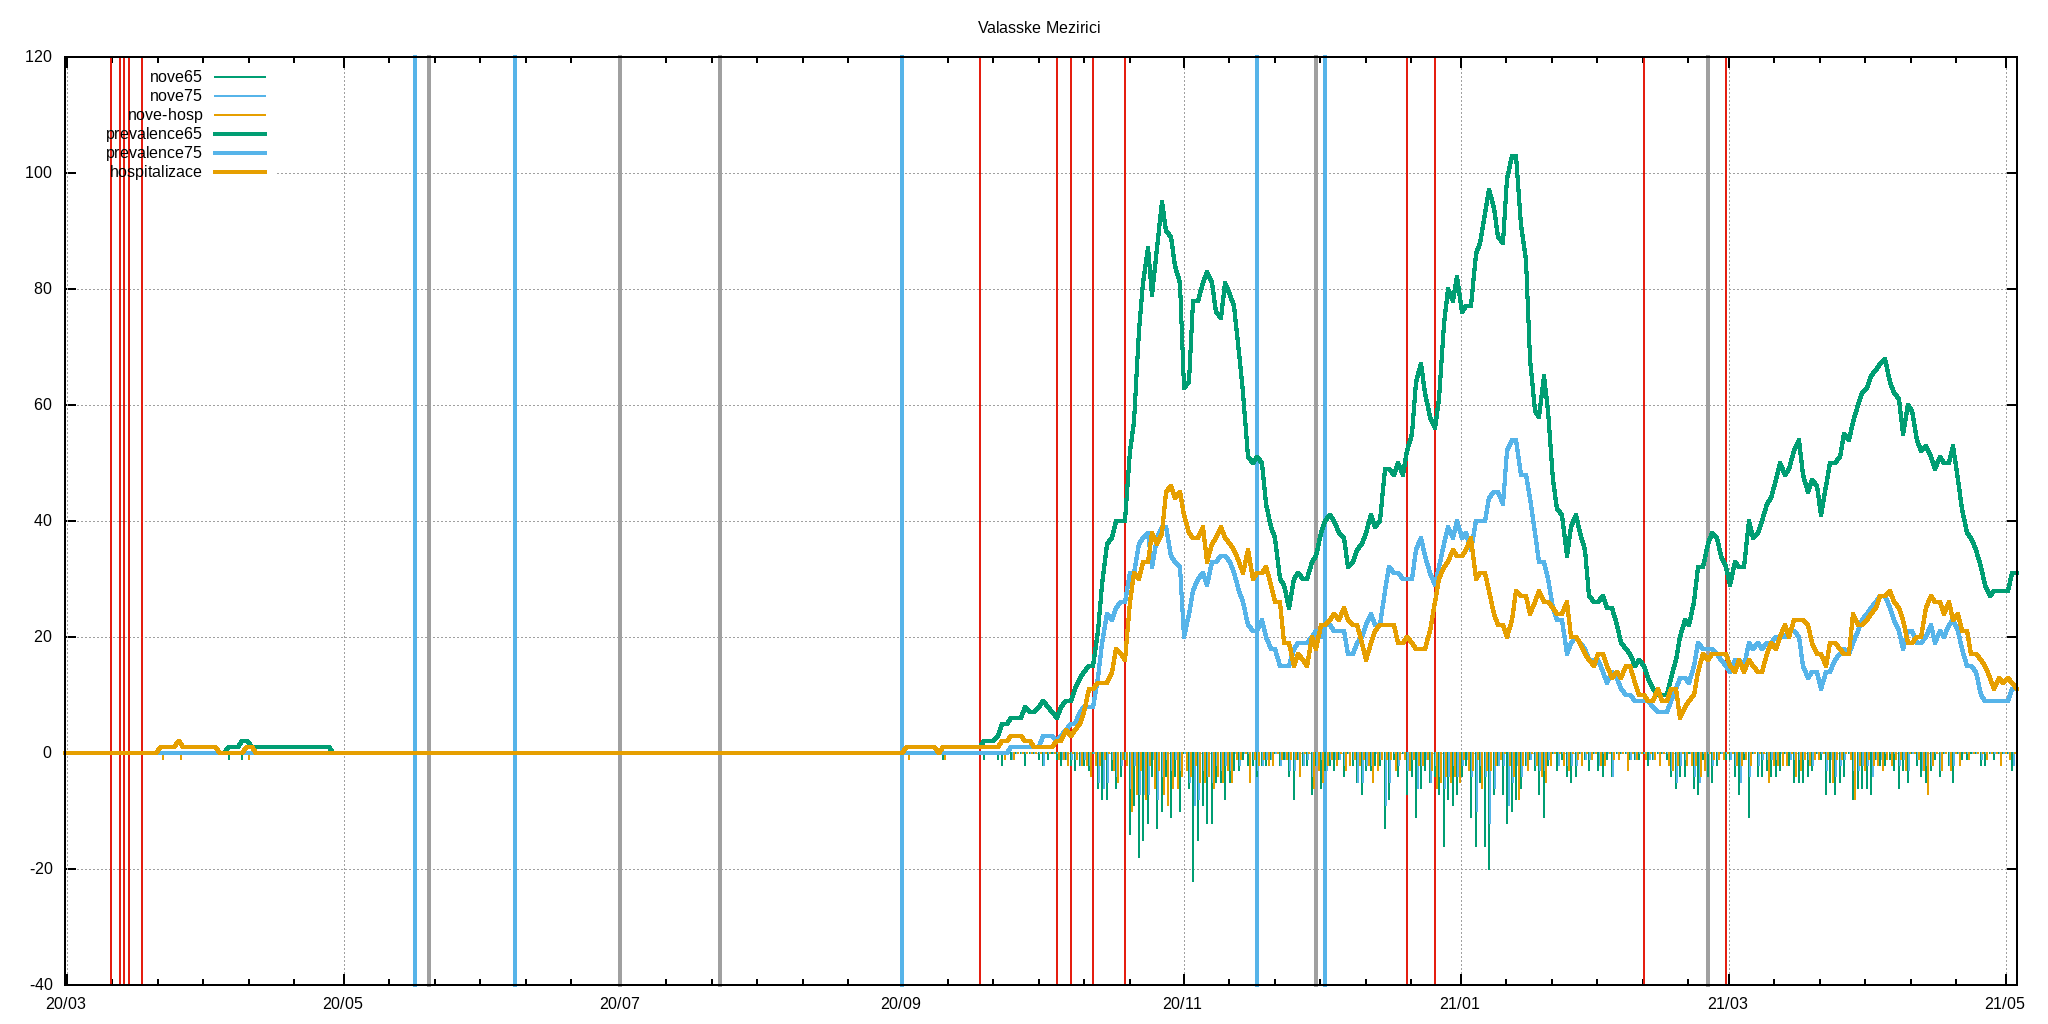 Valasske Mezirici
120
100
80
60
40
20
0
-20
-40
nove65
nove75
nove-hosp
prevalence65
prevalence75
hospitalizace
20/03 20/05 20/07 20/09 20/11 21/01 21/03 21/05